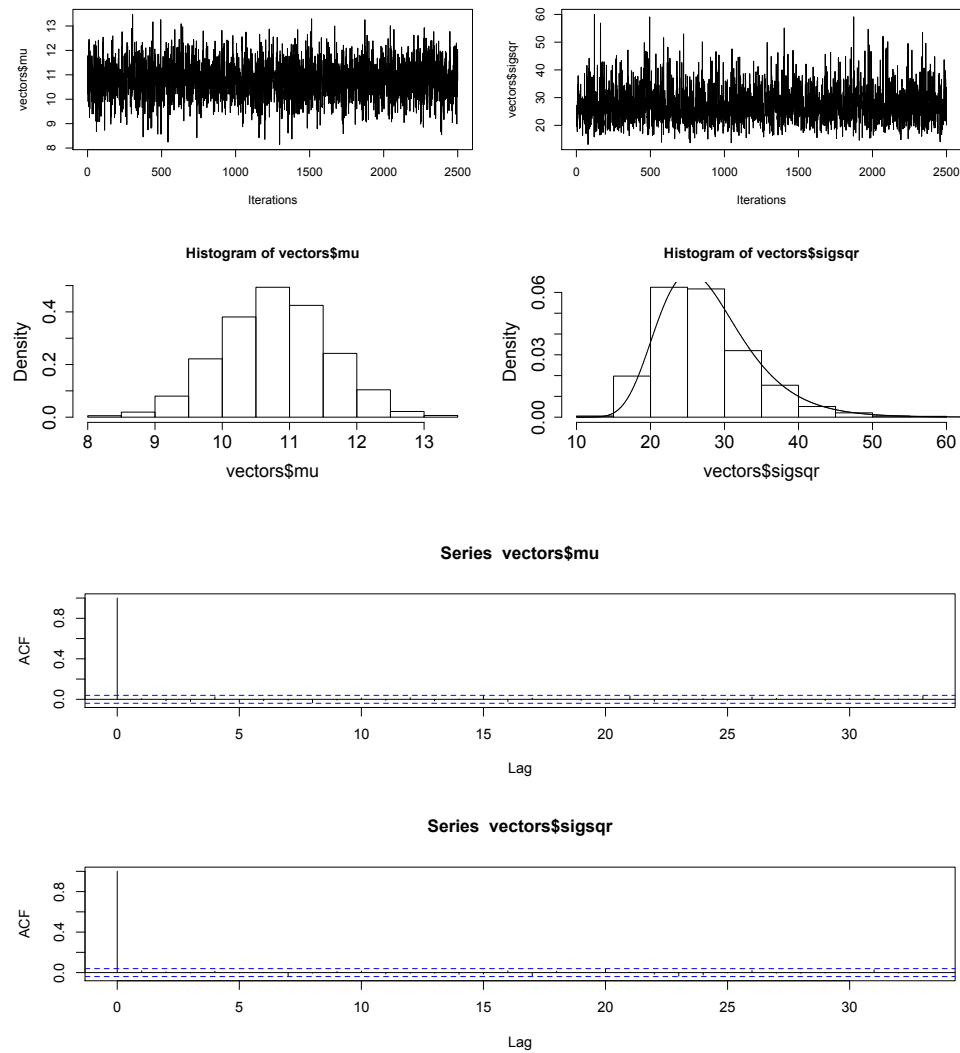 vectors$mu
8 9 10 11 12 13
0 500 1000 1500 2000 2500
Iterations
vectors$sigsqr
20 30 40 50 60
0 500 1000 1500 2000 2500
Iterations
Histogram of vectors$mu
Density
0.0 0.2 0.4
8 9 10 11 12 13
vectors$mu
Histogram of vectors$sigsqr
Density
0.00 0.03 0.06
10 20 30 40 50 60
vectors$sigsqr
Series vectors$mu
ACF
0.0 0.4 0.8
0 5 10 15 20 25 30
Lag
Series vectors$sigsqr
ACF
0.0 0.4 0.8
0 5 10 15 20 25 30
Lag